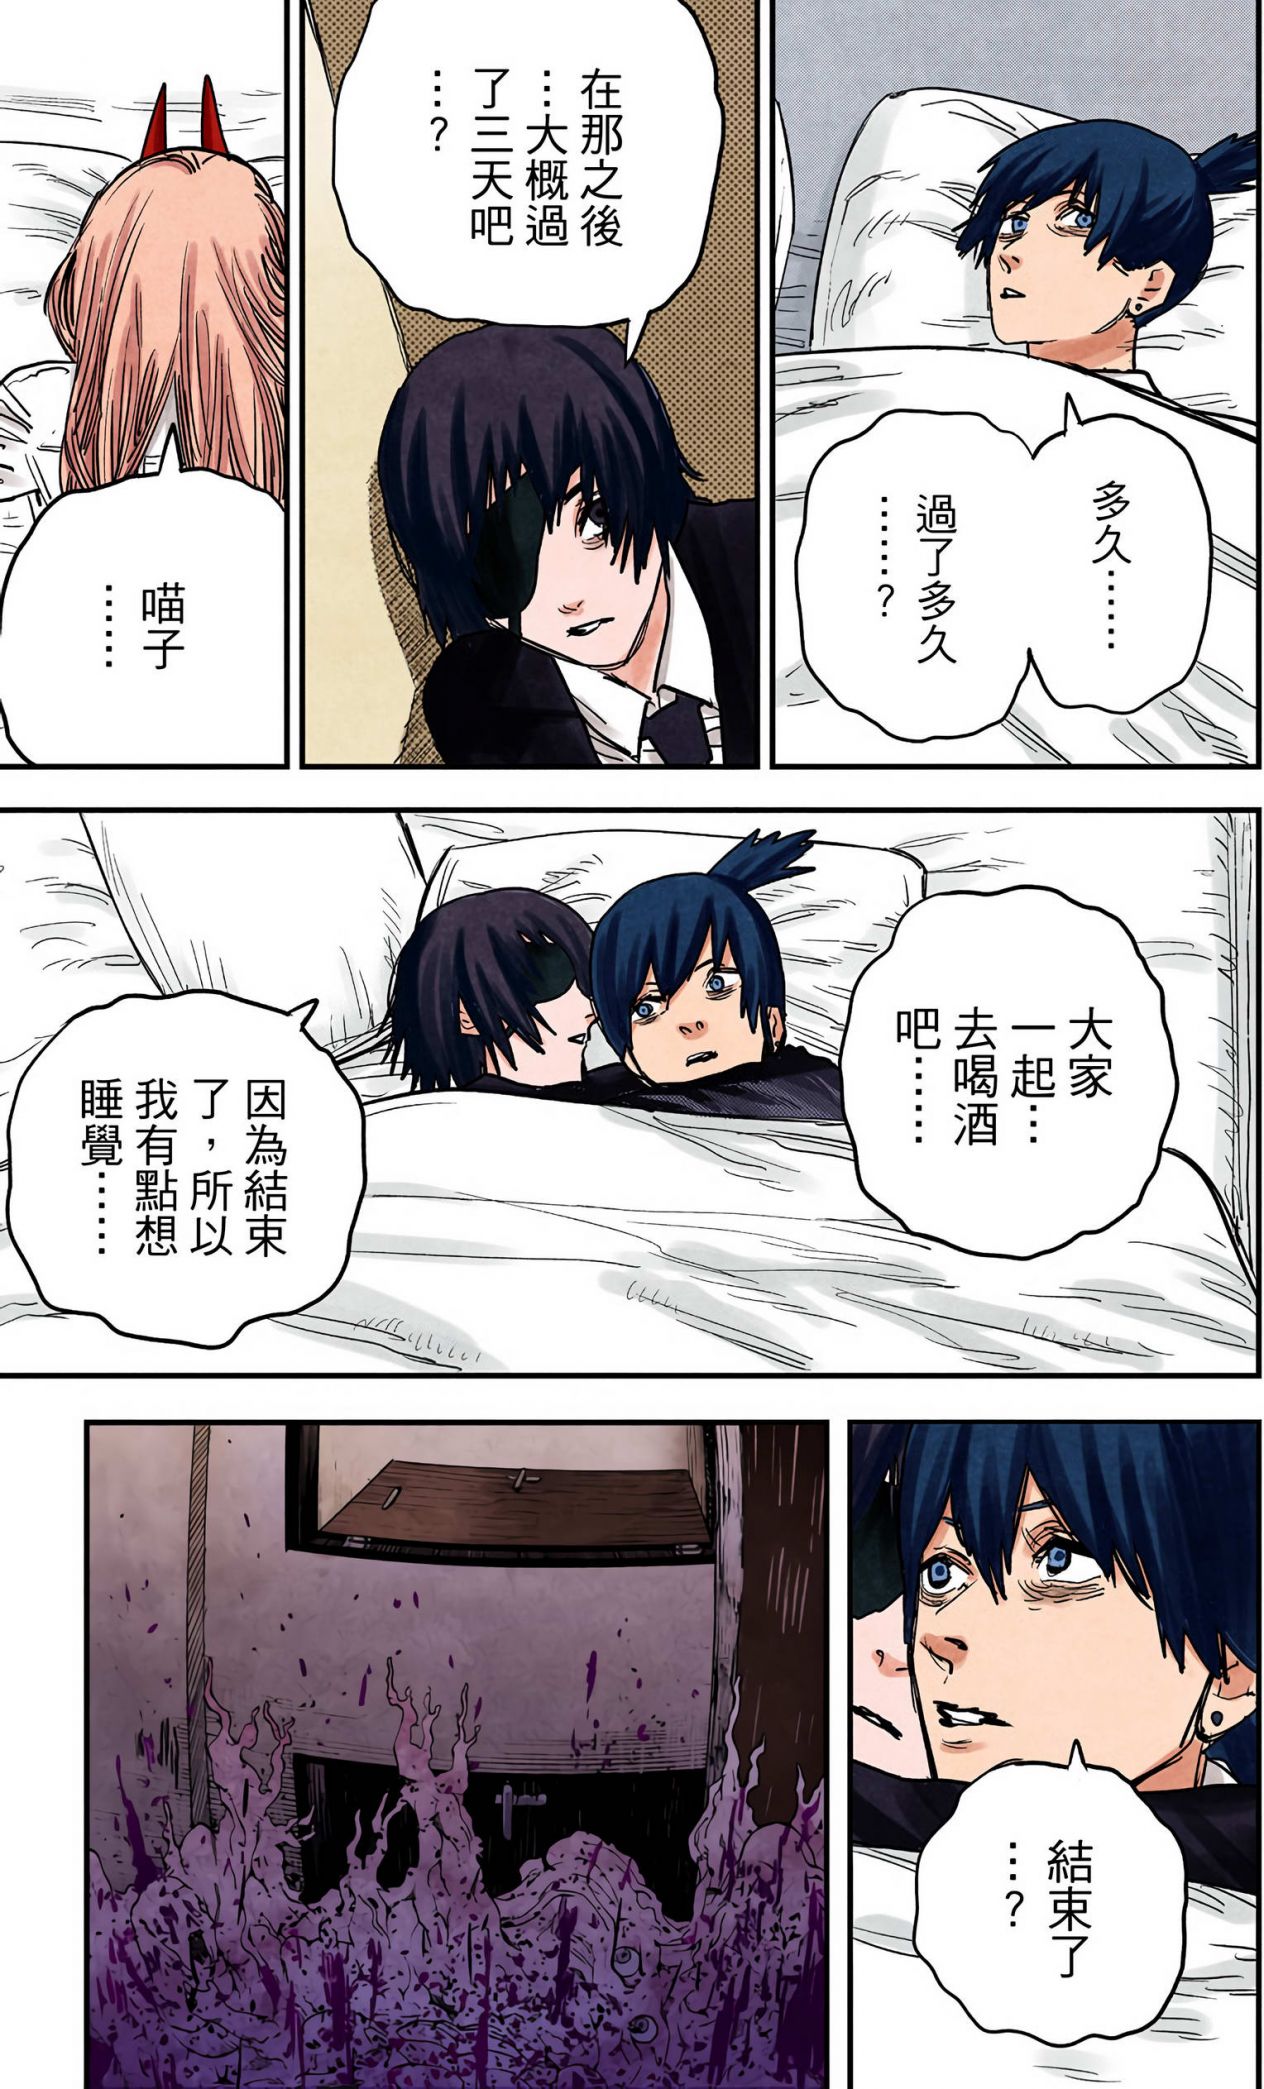 多久……
過了多久
……？
在那之後
…大概過
了三天吧
…？
喵子
……
大家
一起…
去喝酒
吧……
因為結束
了，所以
我有點想
睡覺……
結束了
…？